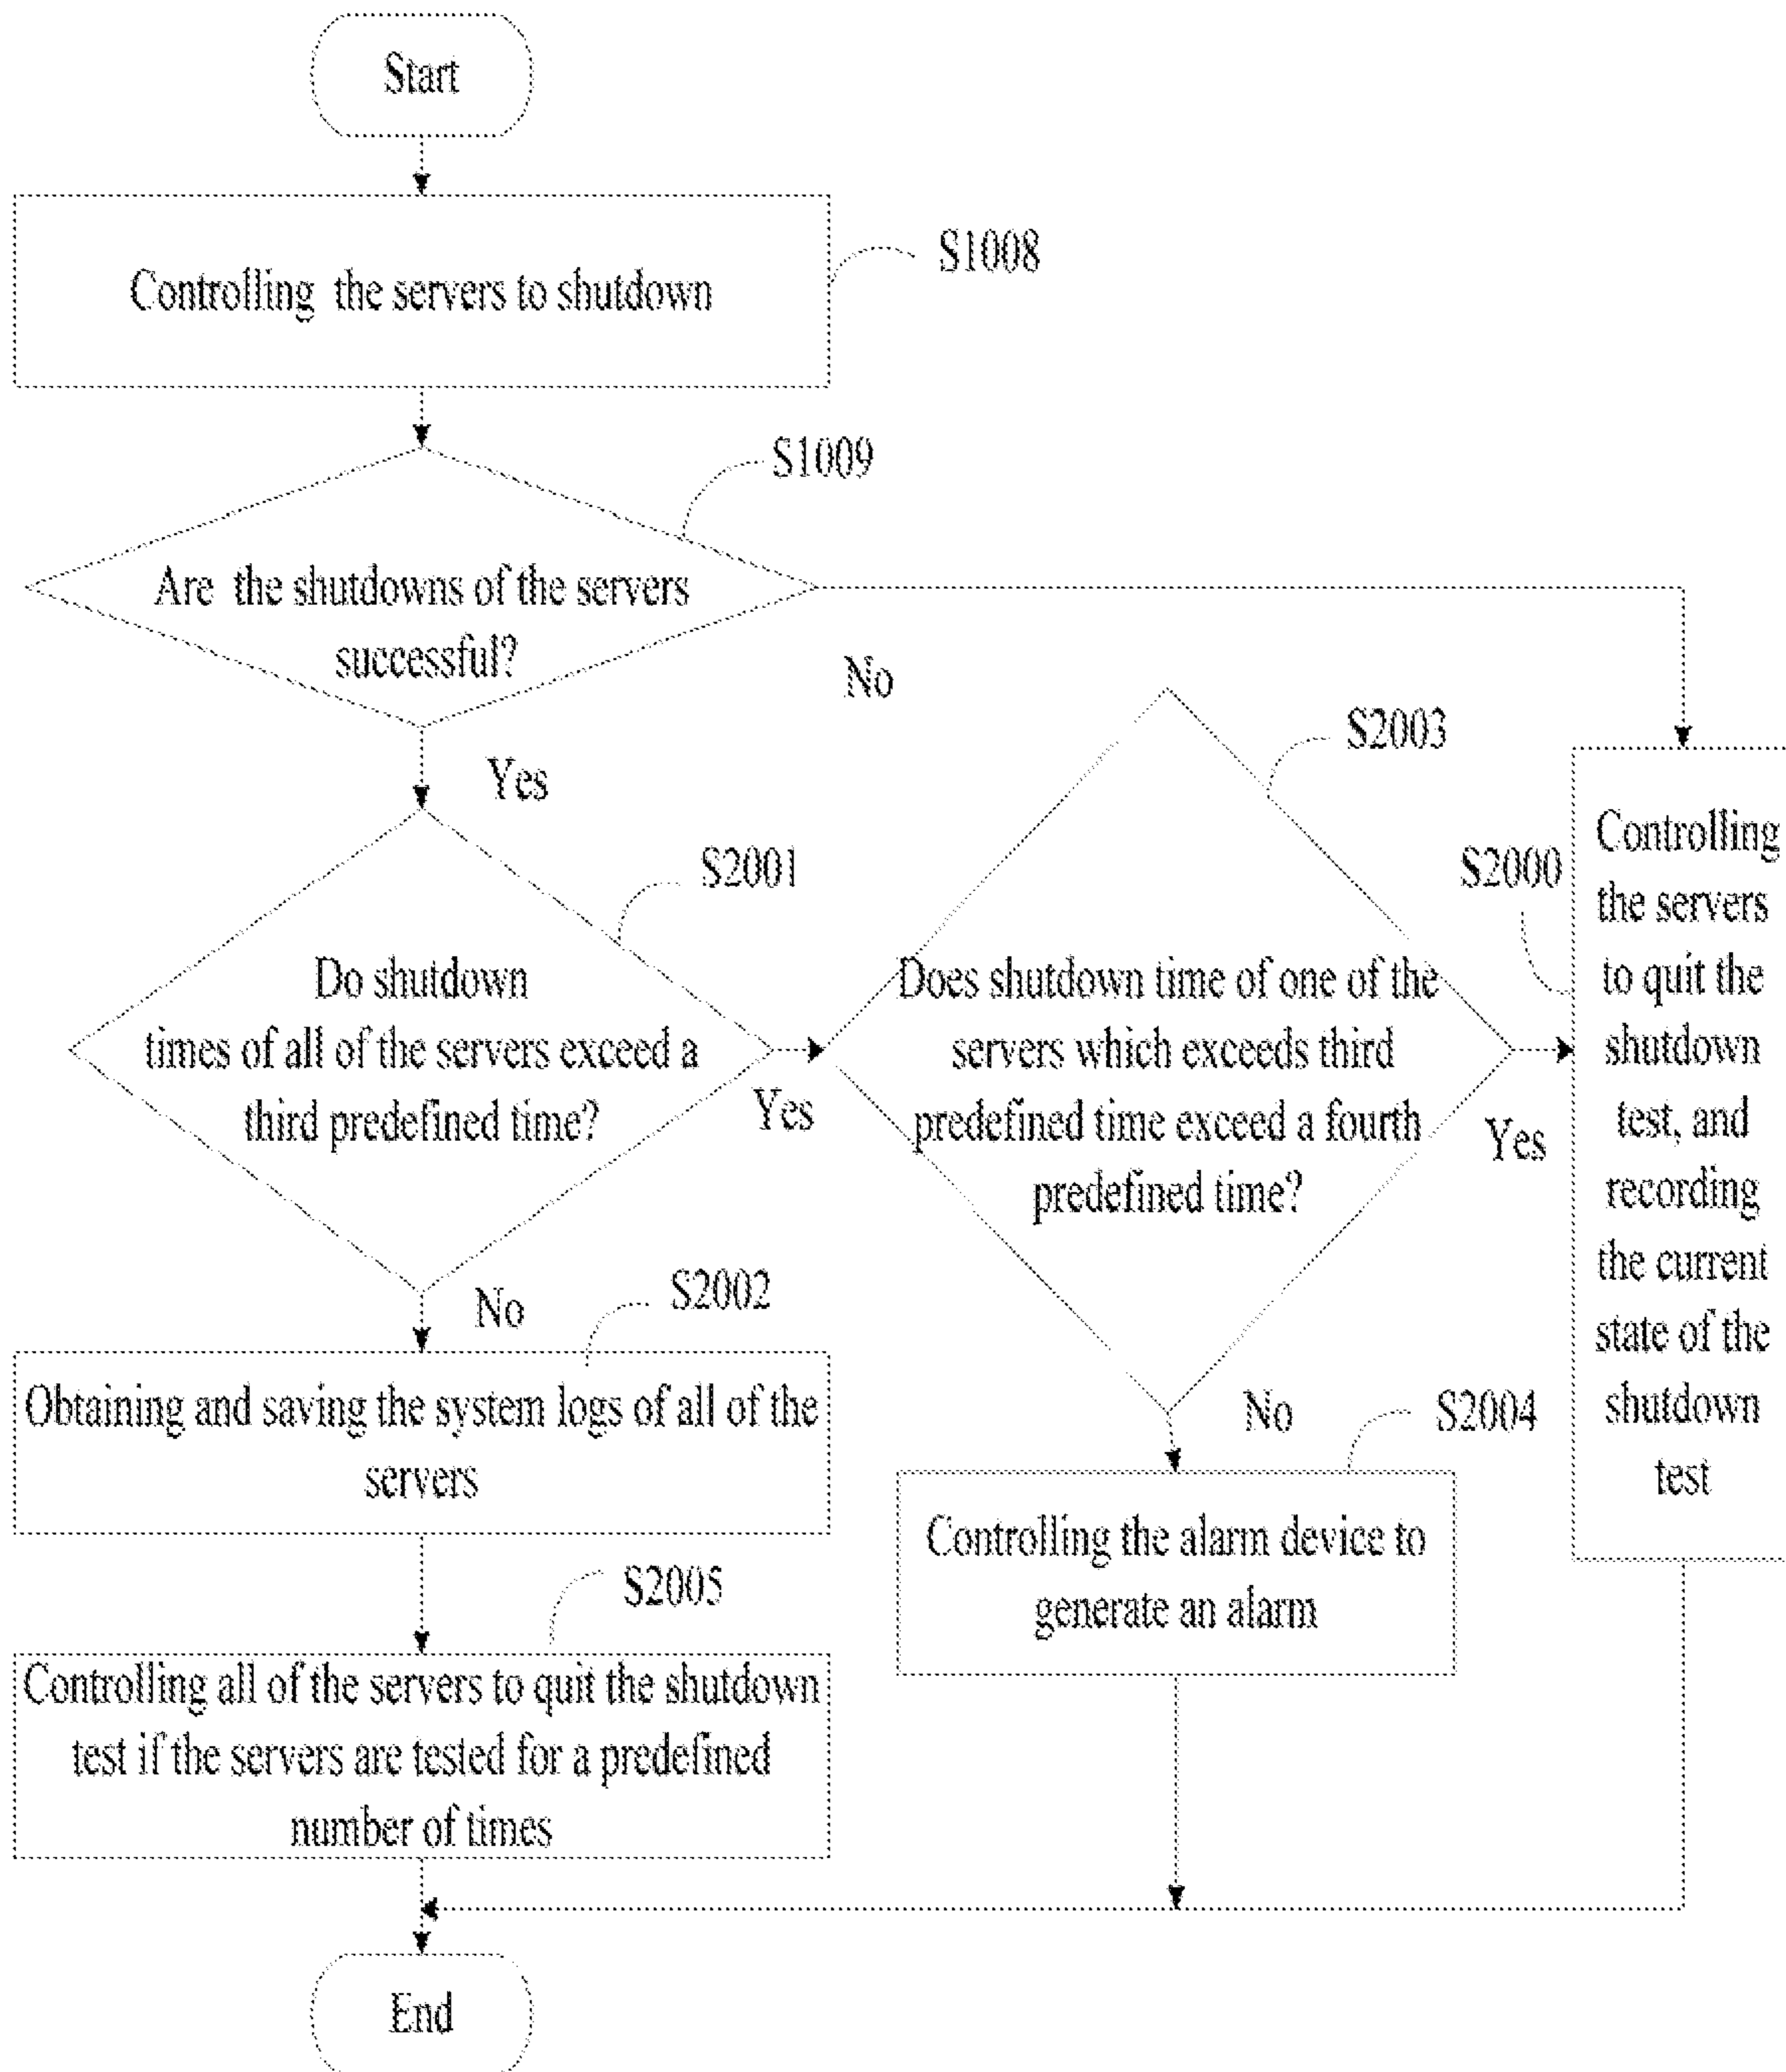 Start
Controlling the servers to shutdown
S1008
S1009
Are the shutdowns of the servers
successful?
No
Yes
S2001
Do shutdown
times of all of the servers exceed a
third predefined time?
Yes
No
S2003
Does shutdown time of one of the
servers which exceeds third
predefined time exceed a fourth
predefined time?
Yes
No
S2000
Controlling
the servers
to quit the
shutdown
test, and
recording
the current
state of the
shutdown
test
S2002
Obtaining and saving the system logs of all of the
servers
S2004
Controlling the alarm device to
generate an alarm
S2005
Controlling all of the servers to quit the shutdown
test if the servers are tested for a predefined
number of times
End